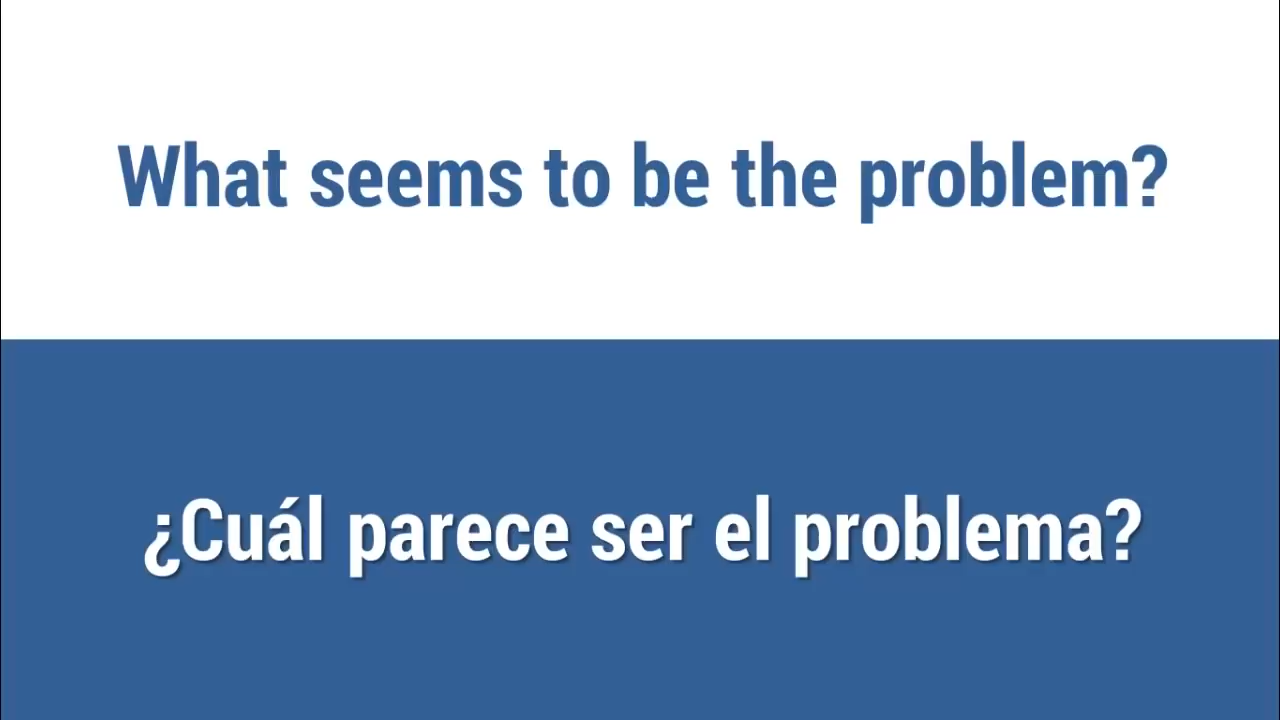 What seems to be the problem?
¿Cuál parece ser el problema?